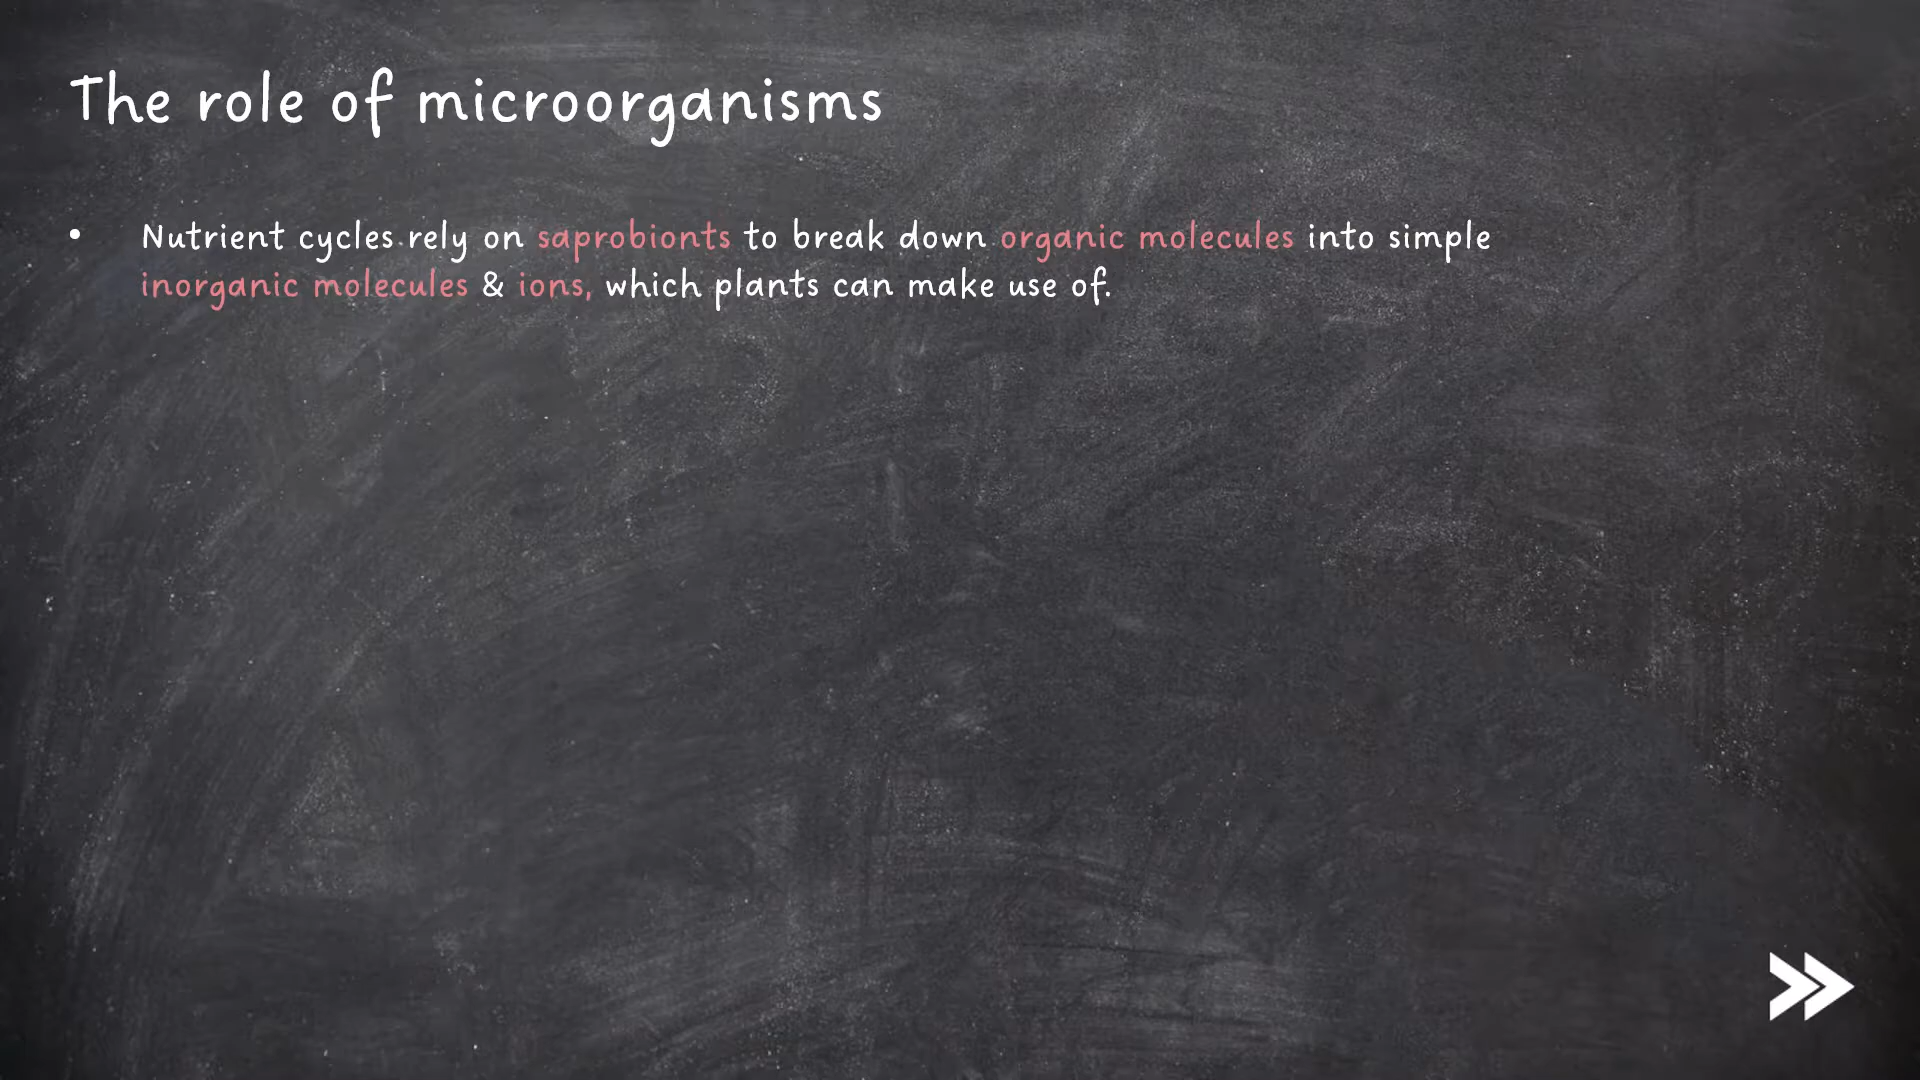 The role of microorganisms
• Nutrient cycles rely on saprobionts to break down organic molecules into simple
inorganic molecules & ions, which plants can make use of.